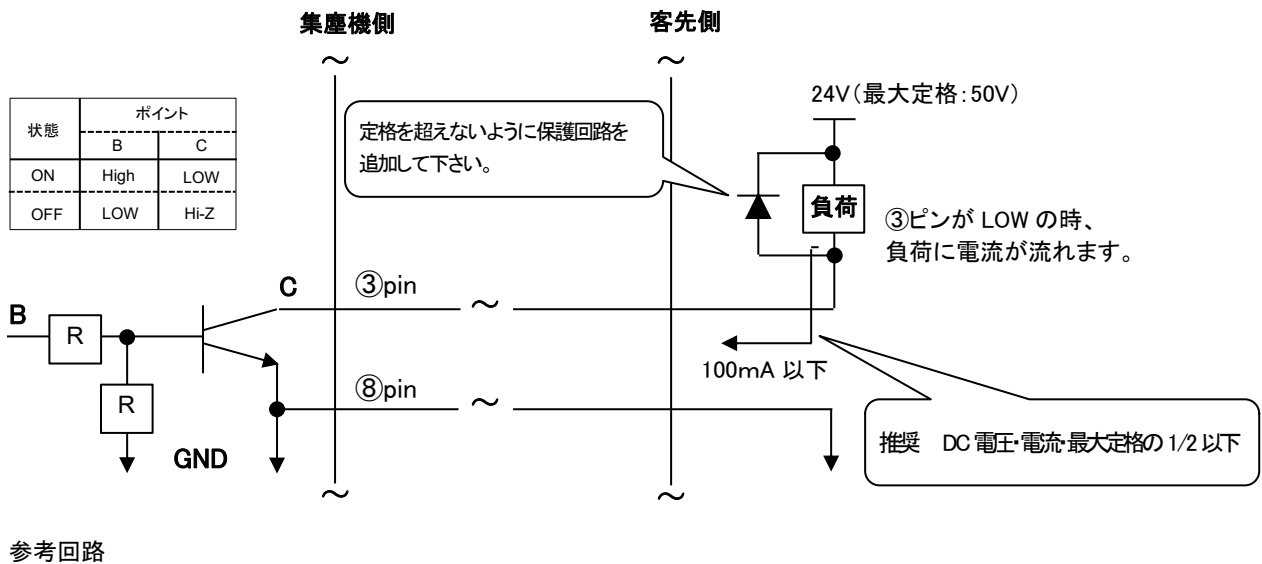 集塵機側
客先側
～
～
24V(最大定格:50V)
状態
ポイント
B
C
ON
High
LOW
OFF
LOW
Hi-Z
定格を超えないように保護回路を
追加して下さい。
負荷
③ピンが LOW の時、
負荷に電流が流れます。
C
③pin
～
B
R
100mA 以下
R
⑧pin
～
GND
推奨　DC 電圧・電流・最大定格の 1/2 以下
～
～
参考回路